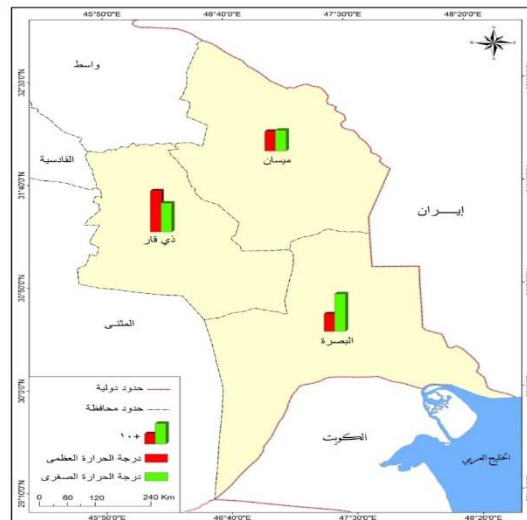 45°50'0"E 46°40'0"E 47°30'0"E 48°20'0"E
32°30'0"N
31°40'0"N
30°50'0"N
30°0'0"N
29°10'0"N
واسط
ميسان
القادسية
إيــــران
ذي قار
المثنى
البصرة
الكويت
الخليج العربي
حدود دولية
حدود محافظة
+١٠
درجة الحرارة العظمى
درجة الحرارة الصغرى
0 60 120 240 Km
45°50'0"E 46°40'0"E 47°30'0"E 48°20'0"E